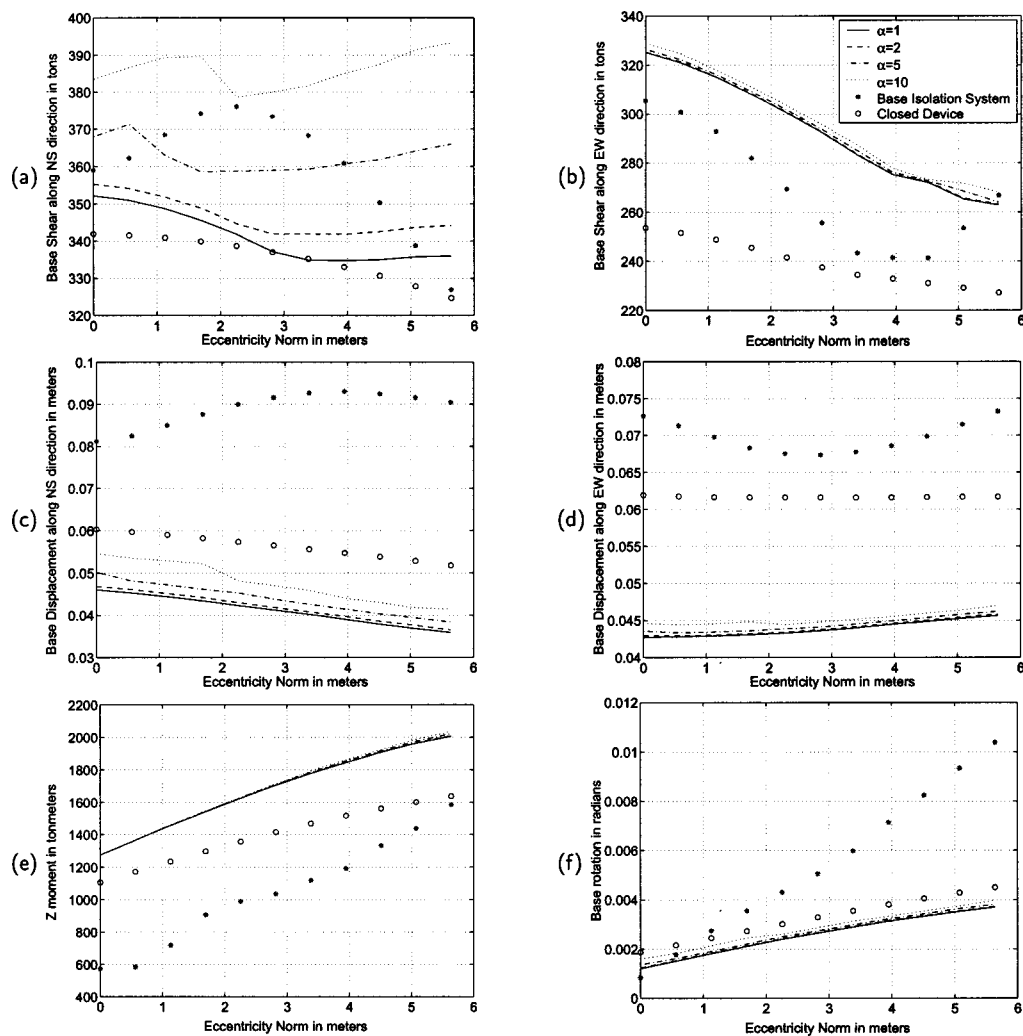 (a)
Base Shear along NS direction in tons
400
390
380
370
360
350
340
330
320
0 1 2 3 4 5 6
Eccentricity Norm in meters
(b)
Base Shear along EW direction in tons
340
320
300
280
260
240
220
0 1 2 3 4 5 6
Eccentricity Norm in meters
α=1
α=2
α=5
α=10
Base Isolation System
Closed Device
(c)
Base Displacement along NS direction in meters
0.1
0.09
0.08
0.07
0.06
0.05
0.04
0.03
0 1 2 3 4 5 6
Eccentricity Norm in meters
(d)
Base Displacement along EW direction in meters
0.08
0.075
0.07
0.065
0.06
0.055
0.05
0.045
0.04
0 1 2 3 4 5 6
Eccentricity Norm in meters
(e)
Z moment in tonmeters
2200
2000
1800
1600
1400
1200
1000
800
600
400
0 1 2 3 4 5 6
Eccentricity Norm in meters
(f)
Base rotation in radians
0.012
0.01
0.008
0.006
0.004
0.002
0
0 1 2 3 4 5 6
Eccentricity Norm in meters